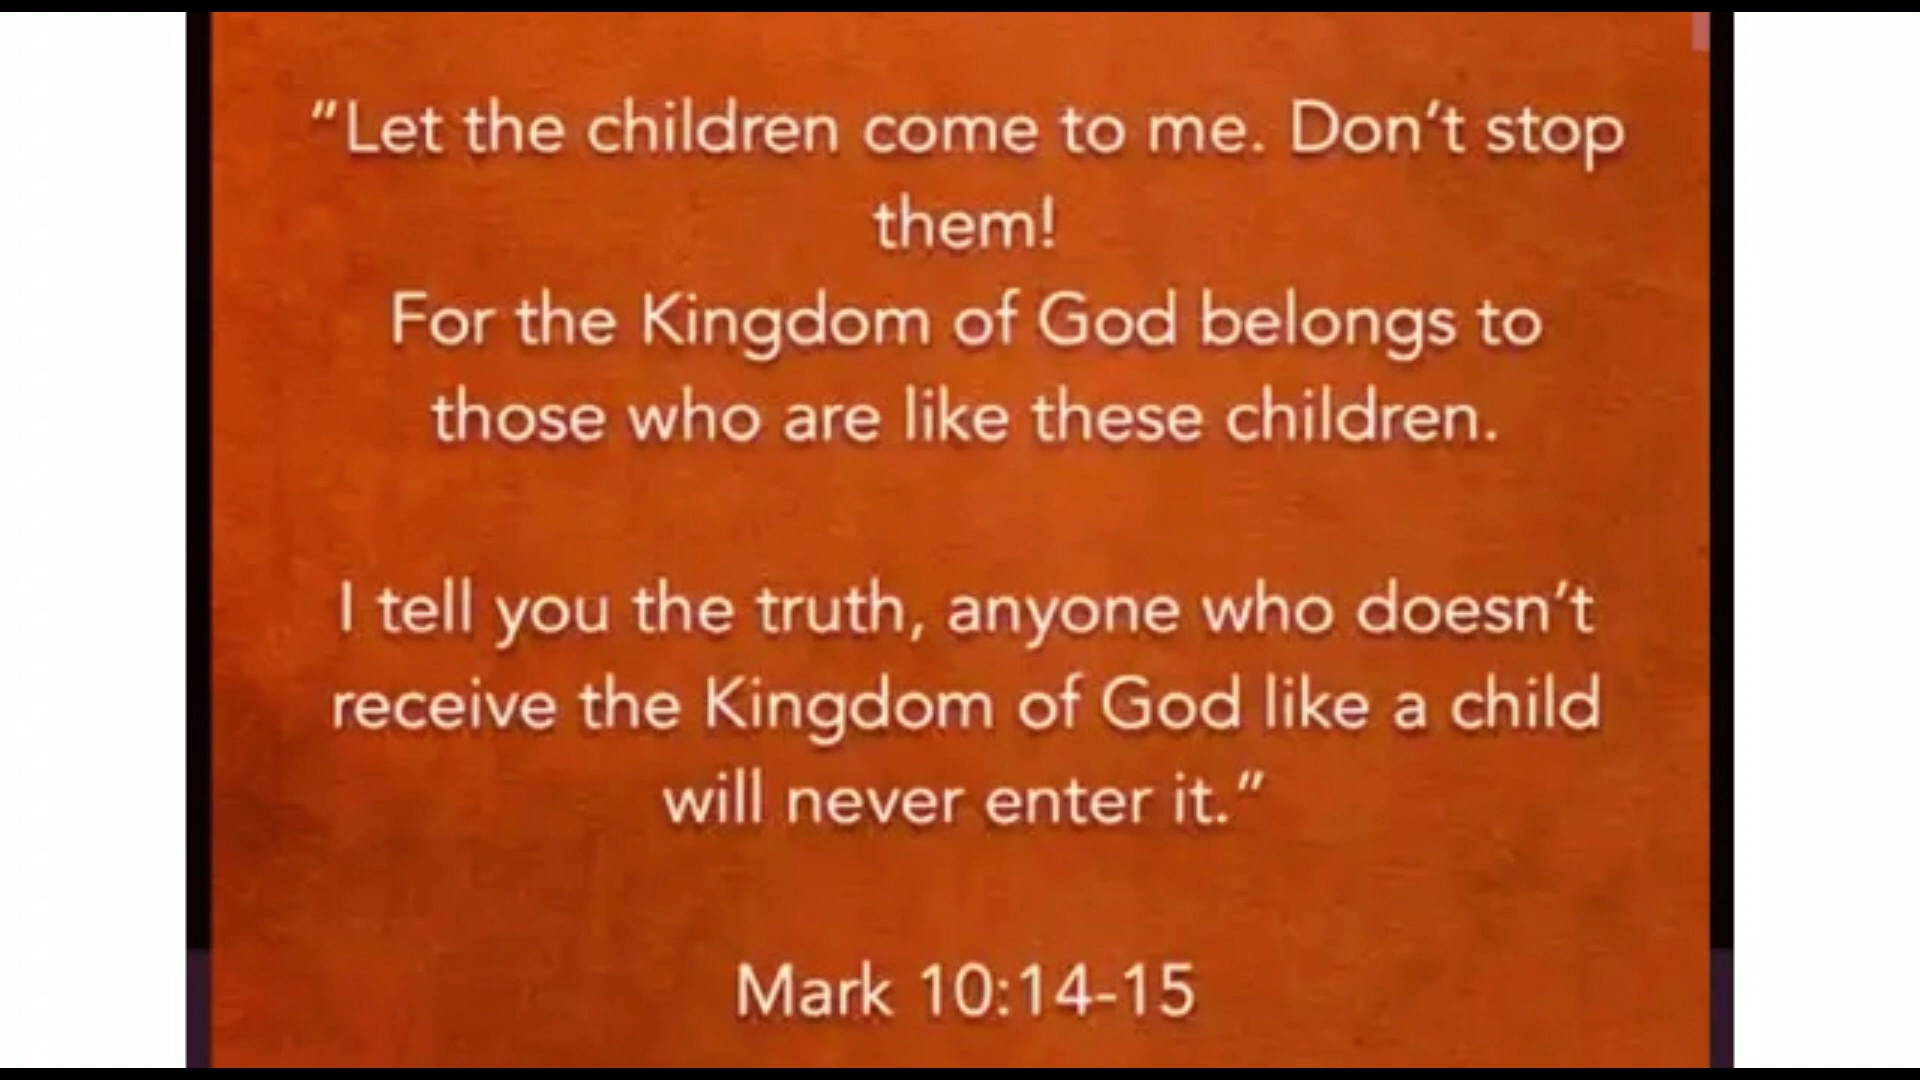 “Let the children come to me. Don’t stop
them!
For the Kingdom of God belongs to
those who are like these children.
I tell you the truth, anyone who doesn’t
receive the Kingdom of God like a child
will never enter it.”
Mark 10:14-15